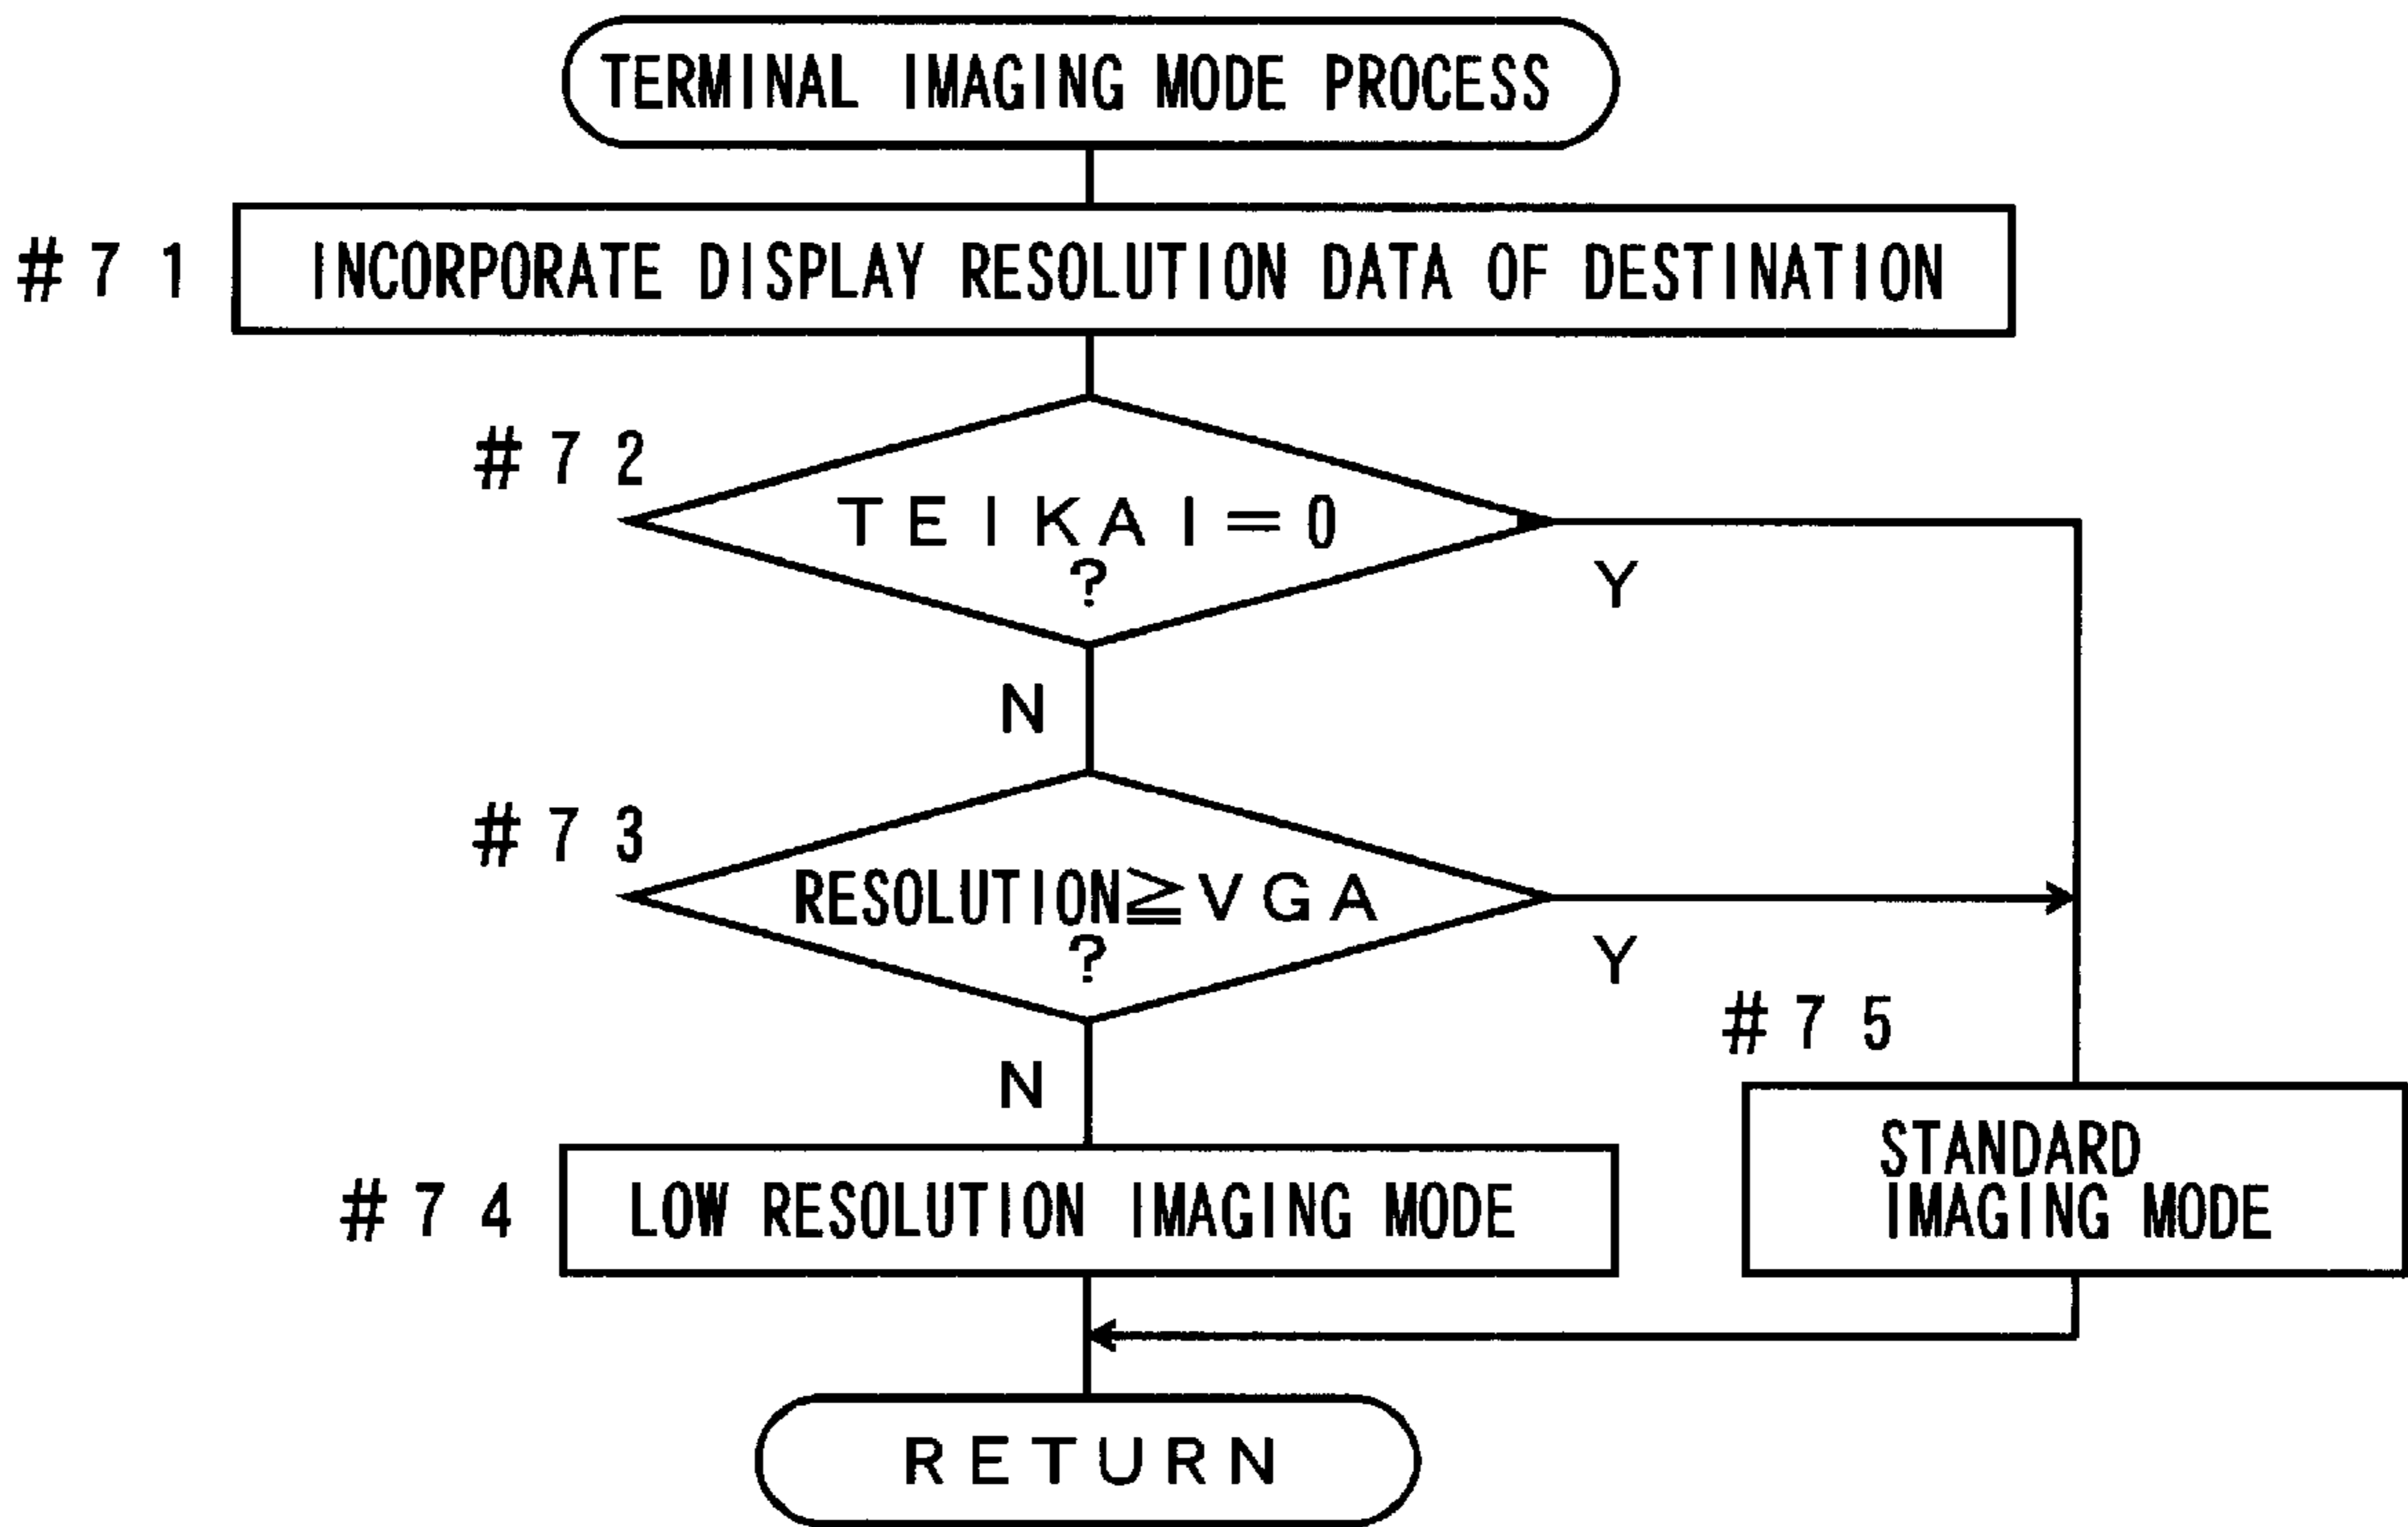 TERMINAL IMAGING MODE PROCESS
#71
INCORPORATE DISPLAY RESOLUTION DATA OF DESTINATION
#72
TEIKAI=0
?
Y
N
#73
RESOLUTION≧VGA
?
Y
N
#75
STANDARD
IMAGING MODE
#74
LOW RESOLUTION IMAGING MODE
RETURN